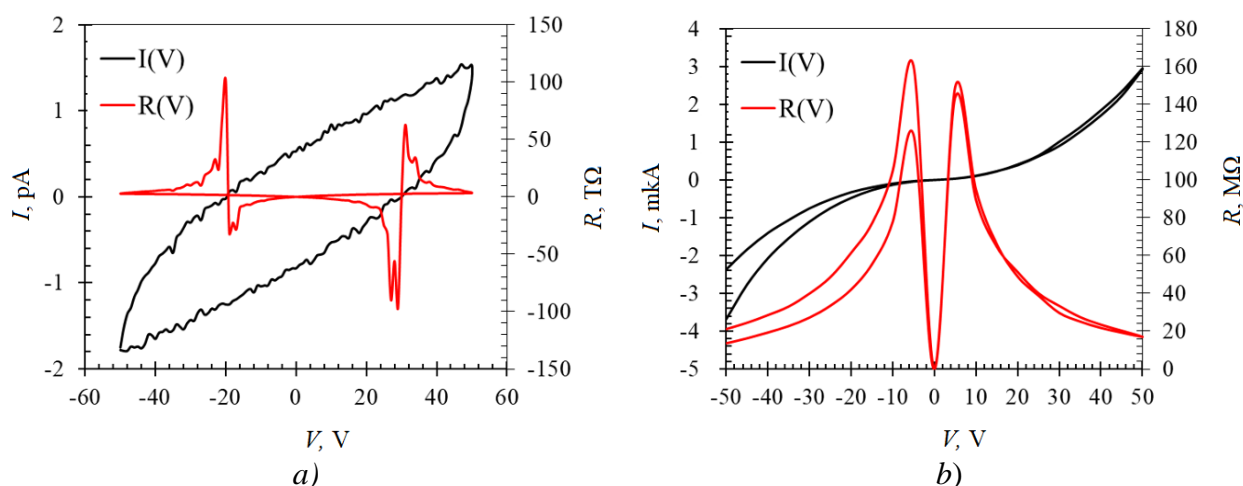 2
1
0
-1
-2
I, pA
I(V)
R(V)
150
100
50
0
-50
-100
-150
R, TΩ
-60 -40 -20 0 20 40 60
V, V
a)
4
3
2
1
0
-1
-2
-3
-4
-5
I, mkA
I(V)
R(V)
180
160
140
120
100
80
60
40
20
0
R, MΩ
-50 -40 -30 -20 -10 0 10 20 30 40 50
V, V
b)